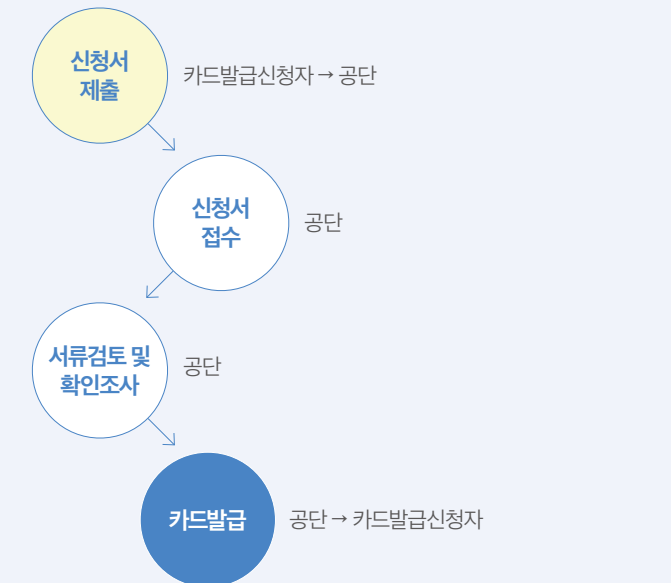 신청서
제출
카드발급신청자 → 공단
신청서
접수
공단
서류검토 및
확인조사
공단
카드발급
공단 → 카드발급신청자